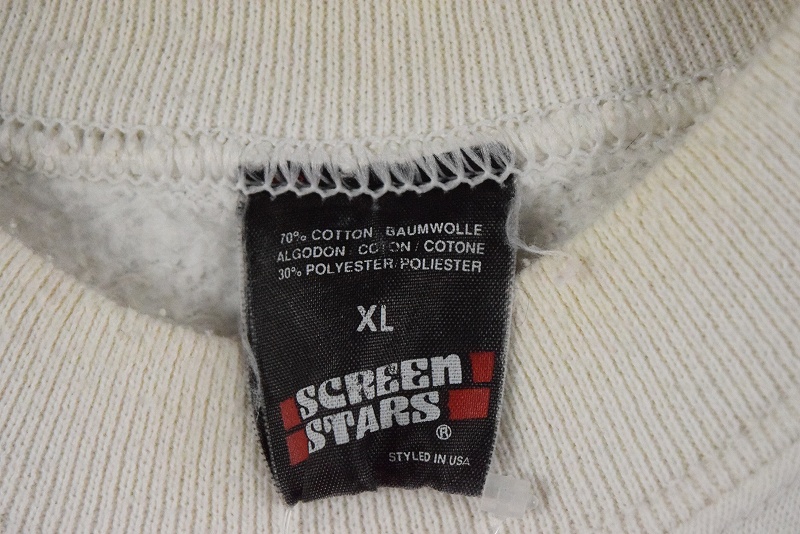 70% COTTON / BAUMWOLLE
ALGODON / COTON / COTONE
30% POLYESTER/POLIESTER
XL
SCREEN
STARS ®
STYLED IN USA